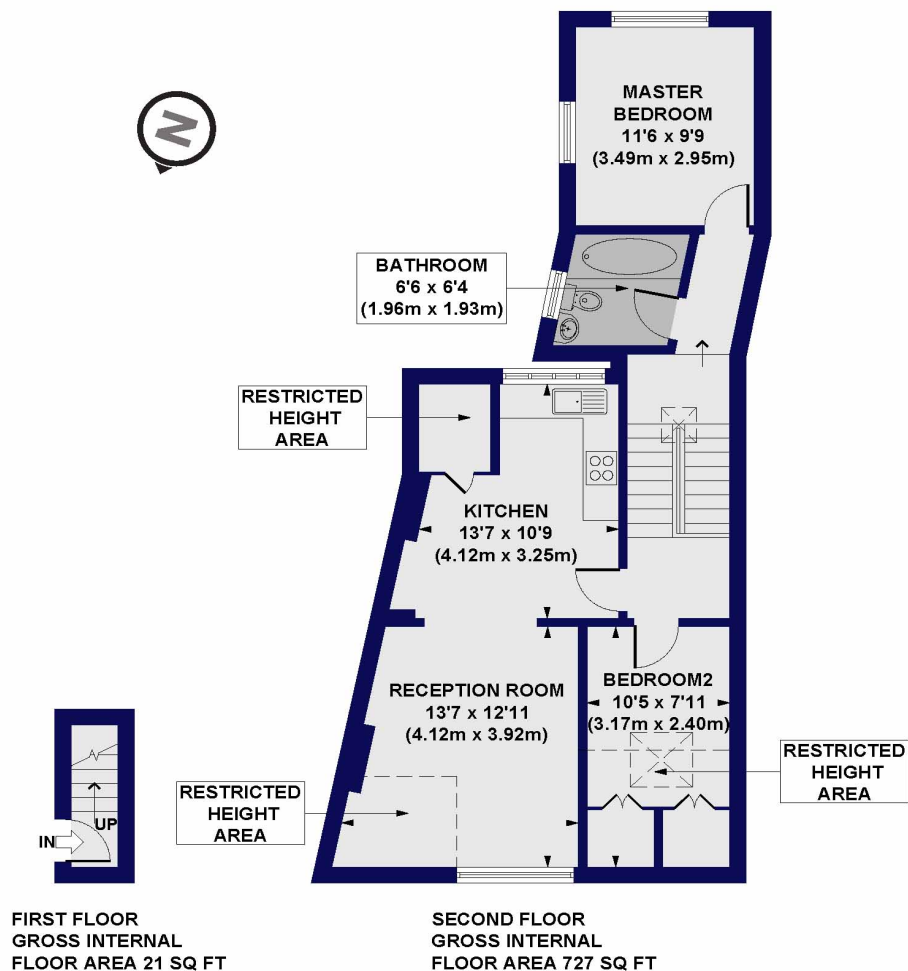 MASTER
BEDROOM
11'6 x 9'9
(3.49m x 2.95m)
N
BATHROOM
6'6 x 6'4
(1.96m x 1.93m)
RESTRICTED
HEIGHT
AREA
KITCHEN
13'7 x 10'9
(4.12m x 3.25m)
RECEPTION ROOM
13'7 x 12'11
(4.12m x 3.92m)
BEDROOM2
10'5 x 7'11
(3.17m x 2.40m)
RESTRICTED
HEIGHT
AREA
RESTRICTED
HEIGHT
AREA
UP
IN
FIRST FLOOR
GROSS INTERNAL
FLOOR AREA 21 SQ FT
SECOND FLOOR
GROSS INTERNAL
FLOOR AREA 727 SQ FT